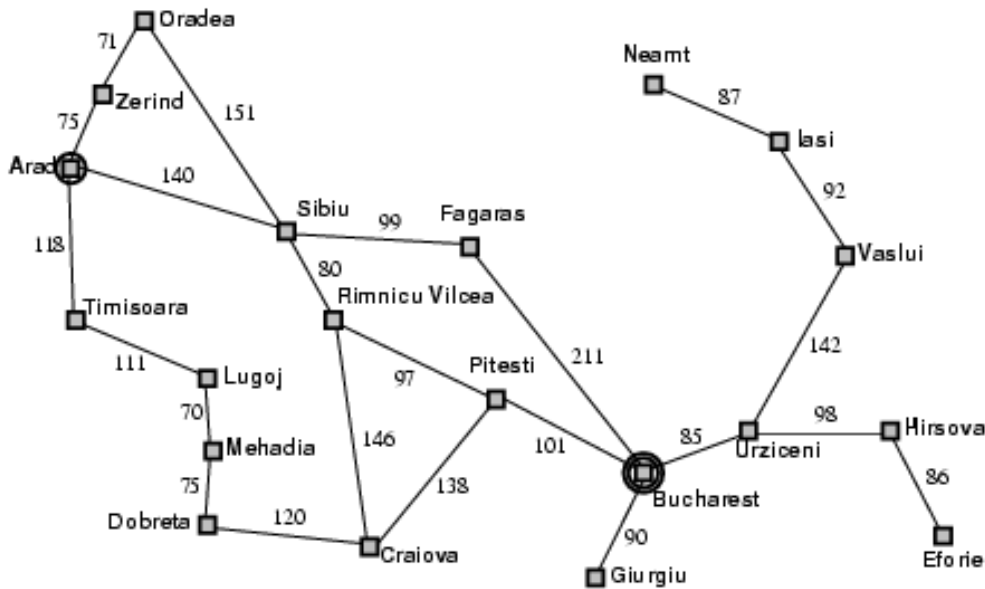 Oradea
71
Neamt
Zerind
87
75
151
Iasi
Arad
140
92
Sibiu
99
Fagaras
118
80
Vaslui
Timisoara
Rimnicu Vilcea
142
111
211
Lugoj
97
Pitesti
70
98
Hirsova
146
101
85
Mehadia
Urziceni
75
138
86
Bucharest
Dobreta
120
90
Craiova
Eforie
Giurgiu